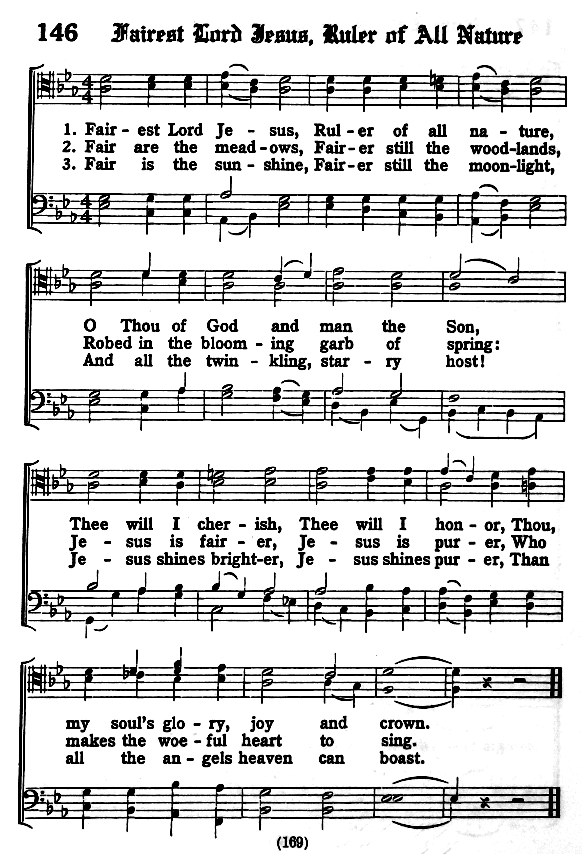 146 Fairest Lord Jesus, Ruler of All Nature
4 4
1. Fair - est Lord Je - sus, Rul - er of all na - ture,
2. Fair are the mead - ows, Fair - er still the wood - lands,
3. Fair is the sun - shine, Fair - er still the moon - light,
4 4
O Thou of God and man the Son,
Robed in the bloom - ing garb of spring:
And all the twin - kling, star - ry host!
Thee will I cher - ish, Thee will I hon - or, Thou,
Je - sus is fair - er, Je - sus is pur - er, Who
Je - sus shines bright - er, Je - sus shines pur - er, Than
my soul's glo - ry, joy and crown.
makes the woe - ful heart to sing.
all the an - gels heaven can boast.
(169)